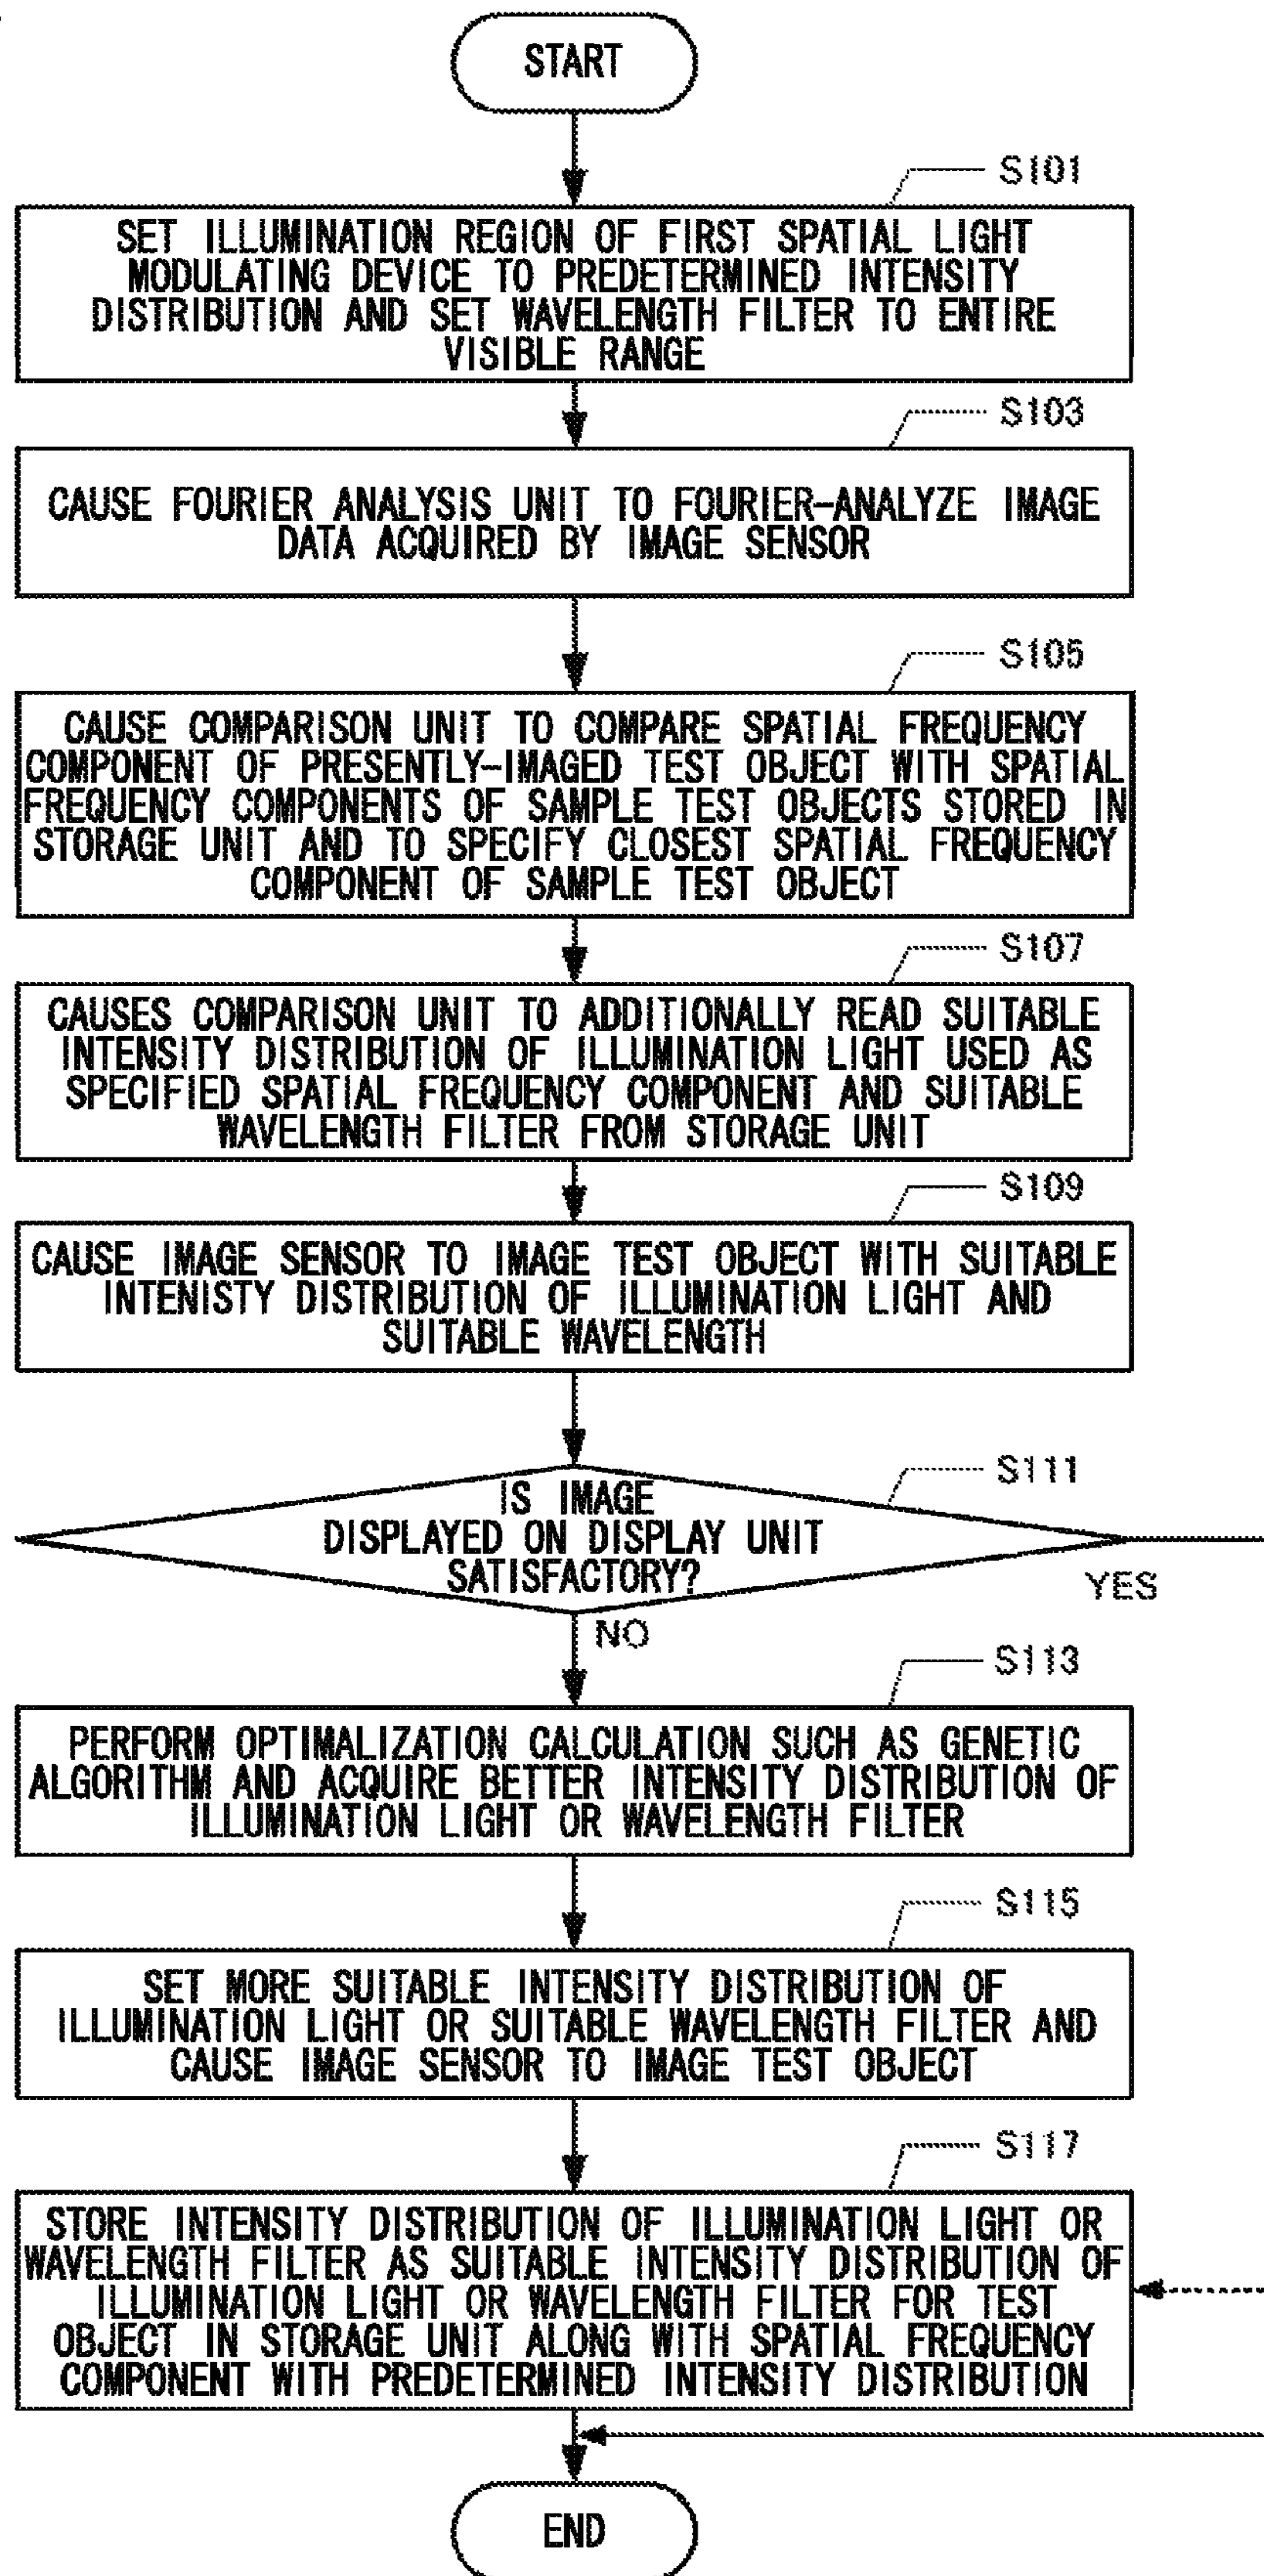 START
S101
SET ILLUMINATION REGION OF FIRST SPATIAL LIGHT
MODULATING DEVICE TO PREDETERMINED INTENSITY
DISTRIBUTION AND SET WAVELENGTH FILTER TO ENTIRE
VISIBLE RANGE
S103
CAUSE FOURIER ANALYSIS UNIT TO FOURIER-ANALYZE IMAGE
DATA ACQUIRED BY IMAGE SENSOR
S105
CAUSE COMPARISON UNIT TO COMPARE SPATIAL FREQUENCY
COMPONENT OF PRESENTLY-IMAGED TEST OBJECT WITH SPATIAL
FREQUENCY COMPONENTS OF SAMPLE TEST OBJECTS STORED IN
STORAGE UNIT AND TO SPECIFY CLOSEST SPATIAL FREQUENCY
COMPONENT OF SAMPLE TEST OBJECT
S107
CAUSES COMPARISON UNIT TO ADDITIONALLY READ SUITABLE
INTENSITY DISTRIBUTION OF ILLUMINATION LIGHT USED AS
SPECIFIED SPATIAL FREQUENCY COMPONENT AND SUITABLE
WAVELENGTH FILTER FROM STORAGE UNIT
S109
CAUSE IMAGE SENSOR TO IMAGE TEST OBJECT WITH SUITABLE
INTENISTY DISTRIBUTION OF ILLUMINATION LIGHT AND
SUITABLE WAVELENGTH
S111
IS IMAGE
DISPLAYED ON DISPLAY UNIT
SATISFACTORY?
YES
NO
S113
PERFORM OPTIMALIZATION CALCULATION SUCH AS GENETIC
ALGORITHM AND ACQUIRE BETTER INTENSITY DISTRIBUTION OF
ILLUMINATION LIGHT OR WAVELENGTH FILTER
S115
SET MORE SUITABLE INTENSITY DISTRIBUTION OF
ILLUMINATION LIGHT OR SUITABLE WAVELENGTH FILTER AND
CAUSE IMAGE SENSOR TO IMAGE TEST OBJECT
S117
STORE INTENSITY DISTRIBUTION OF ILLUMINATION LIGHT OR
WAVELENGTH FILTER AS SUITABLE INTENSITY DISTRIBUTION OF
ILLUMINATION LIGHT OR WAVELENGTH FILTER FOR TEST
OBJECT IN STORAGE UNIT ALONG WITH SPATIAL FREQUENCY
COMPONENT WITH PREDETERMINED INTENSITY DISTRIBUTION
END